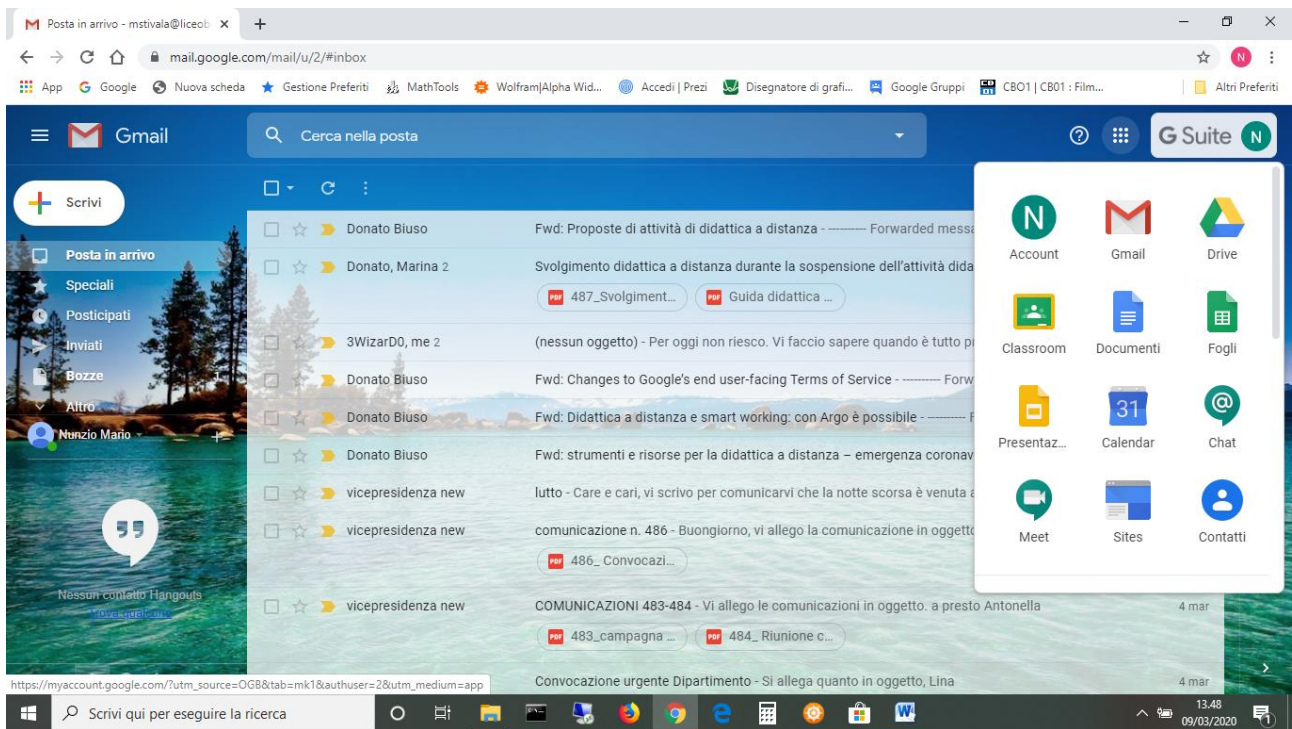 Posta in arrivo - mstivala@liceob
mail.google.com/mail/u/2/#inbox
N
App Google Nuova scheda Gestione Preferiti MathTools Wolfram|Alpha Wid... Accedi | Prezi Disegnatore di grafi... Google Gruppi CBO1 | CB01 : Film... Altri Preferiti
Gmail
Cerca nella posta
G Suite N
Scrivi
Posta in arrivo
Speciali
Posticipati
Inviati
Bozze 1
Altro
Nunzio Mario
Nessun contatto Hangouts
Trova qualcuno
Donato Biuso Fwd: Proposte di attività di didattica a distanza - ---------- Forwarded messa
Donato, Marina 2 Svolgimento didattica a distanza durante la sospensione dell'attività dida
PDF 487_Svolgiment... PDF Guida didattica ...
3WizarD0, me 2 (nessun oggetto) - Per oggi non riesco. Vi faccio sapere quando è tutto p
Donato Biuso Fwd: Changes to Google's end user-facing Terms of Service - ---------- Forw
Donato Biuso Fwd: Didattica a distanza e smart working: con Argo è possibile - ---------- F
Donato Biuso Fwd: strumenti e risorse per la didattica a distanza – emergenza coronav
vicepresidenza new lutto - Care e cari, vi scrivo per comunicarvi che la notte scorsa è venuta a
vicepresidenza new comunicazione n. 486 - Buongiorno, vi allego la comunicazione in oggetto
PDF 486_ Convocazi...
vicepresidenza new COMUNICAZIONI 483-484 - Vi allego le comunicazioni in oggetto. a presto Antonella 4 mar
PDF 483_campagna ... PDF 484_ Riunione c...
Convocazione urgente Dipartimento - Si allega quanto in oggetto, Lina 4 mar
N
Account Gmail Drive
Classroom Documenti Fogli
31
Presentaz... Calendar Chat
Meet Sites Contatti
https://myaccount.google.com/?utm_source=OGB&tab=mk1&authuser=2&utm_medium=app
Scrivi qui per eseguire la ricerca
13.48
09/03/2020
1